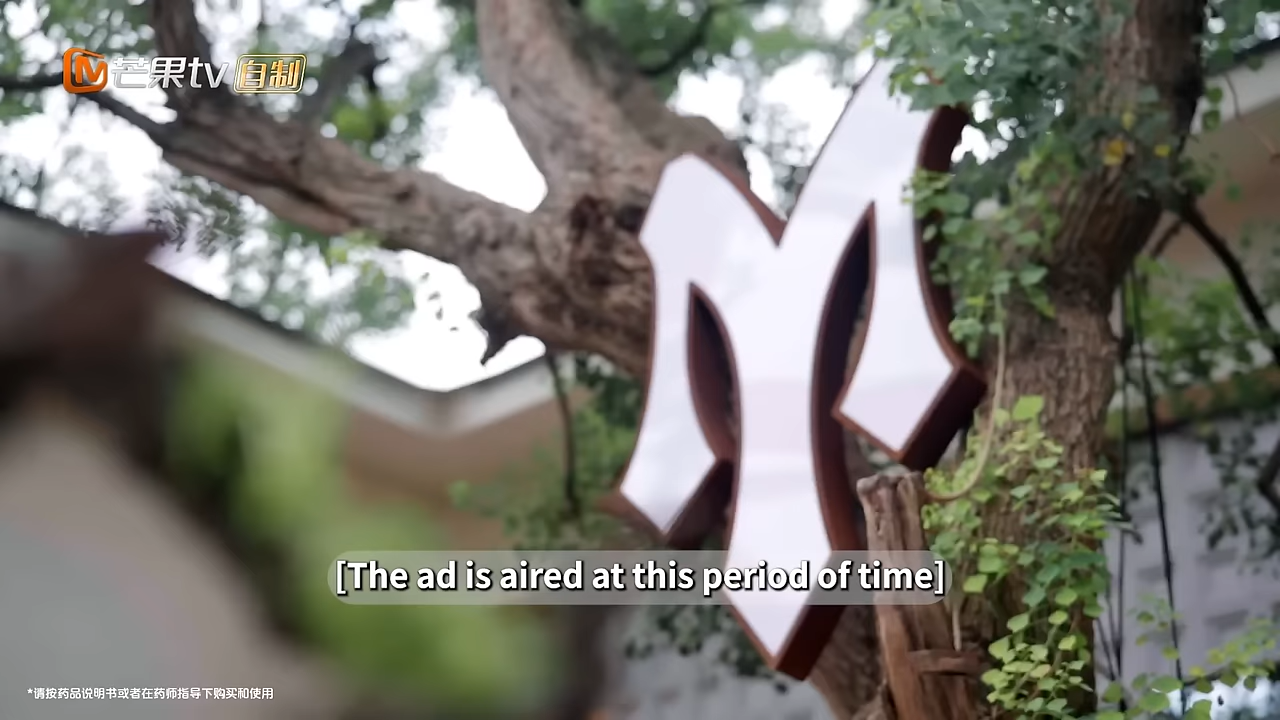 芒果tv 自制
[The ad is aired at this period of time]
*请按药品说明书或者在药师指导下购买和使用